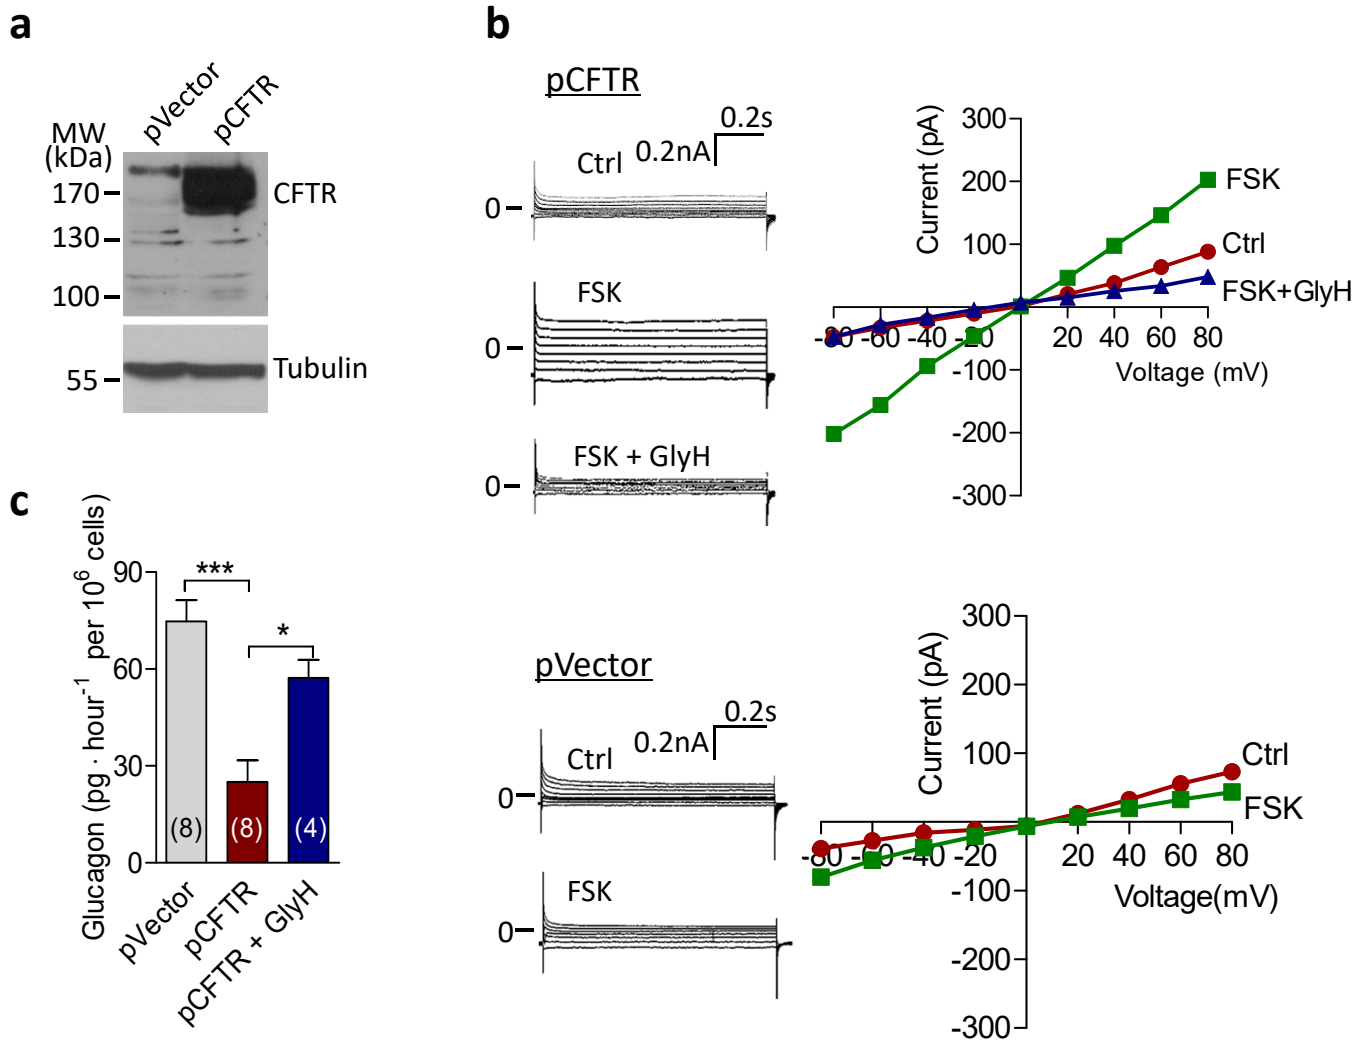 a
pVector
pCFTR
MW
(kDa)
170
130
100
55
CFTR
Tubulin
b
pCFTR
0.2s
0.2nA
Ctrl
0
FSK
0
FSK + GlyH
0
Current (pA)
300
200
100
-100
-200
-300
-80 -60 -40 -20 20 40 60 80
Voltage (mV)
FSK
Ctrl
FSK+GlyH
pVector
0.2s
0.2nA
Ctrl
0
FSK
0
Current (pA)
300
200
100
-100
-200
-300
-80 -60 -40 -20 20 40 60 80
Voltage(mV)
Ctrl
FSK
c
Glucagon (pg · hour⁻¹ per 10⁶ cells)
90
60
30
0
***
*
(8) (8) (4)
pVector
pCFTR
pCFTR + GlyH